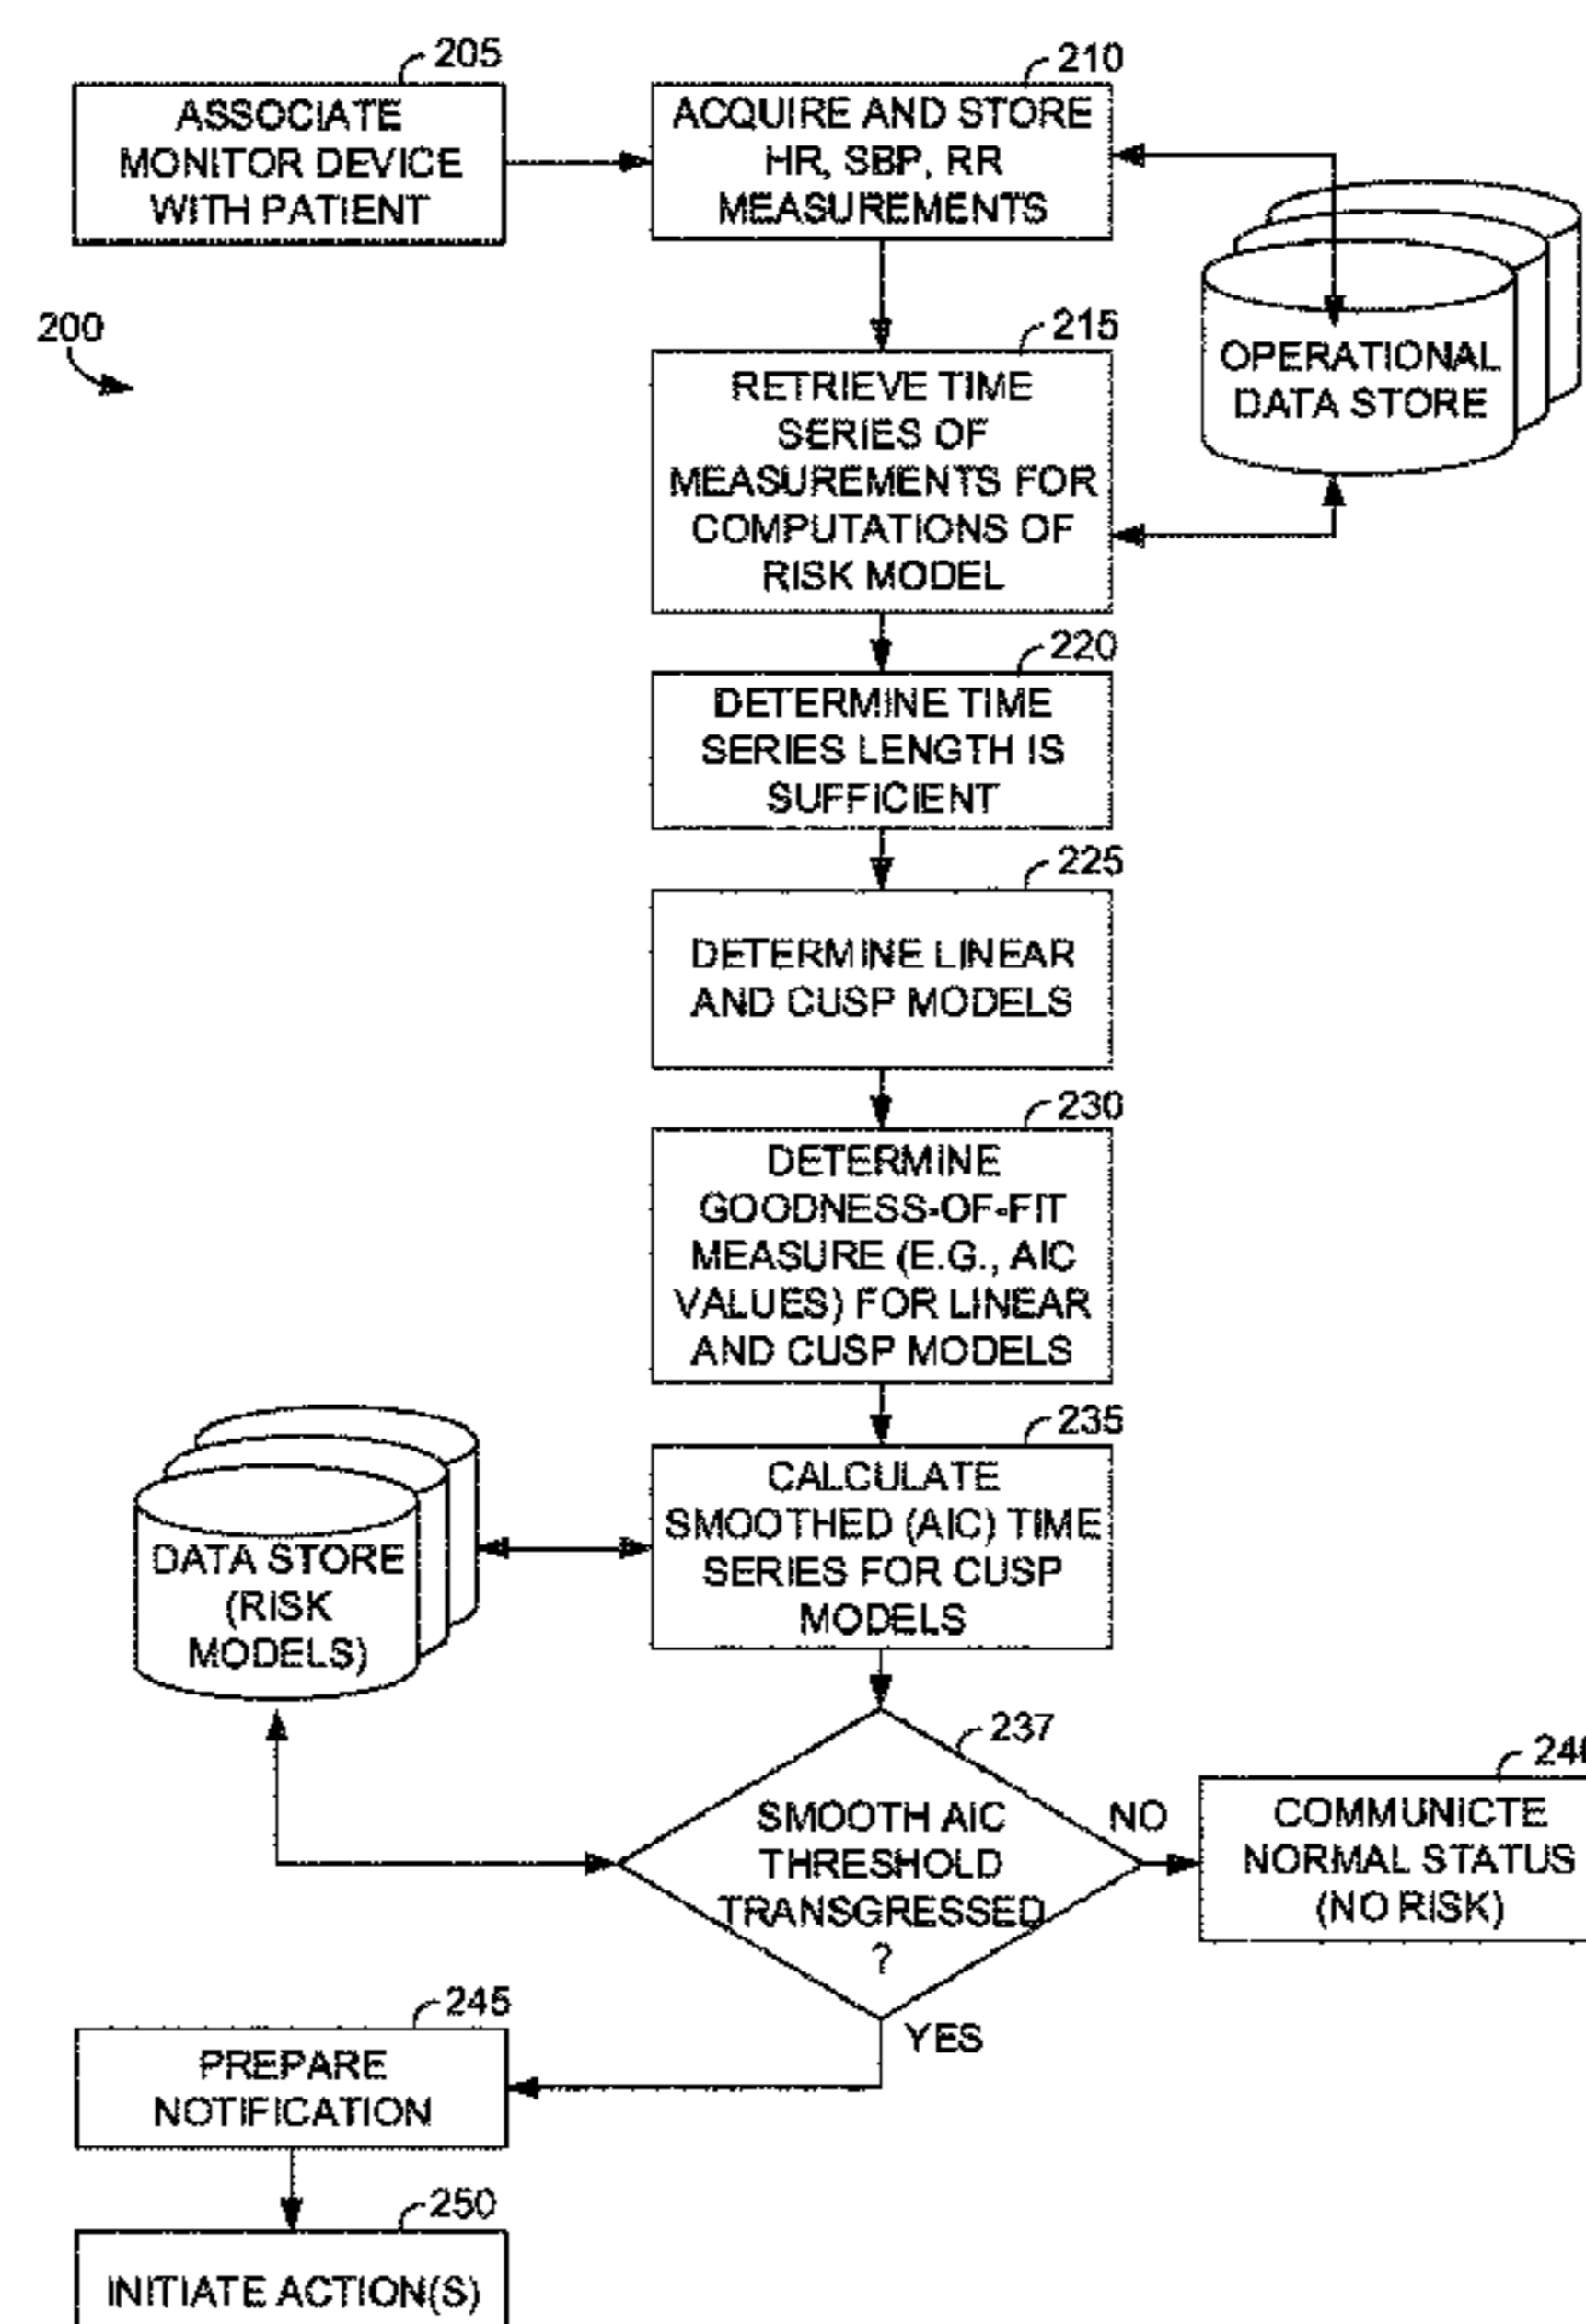 205
ASSOCIATE
MONITOR DEVICE
WITH PATIENT
210
ACQUIRE AND STORE
HR, SBP, RR
MEASUREMENTS
200
OPERATIONAL
DATA STORE
215
RETRIEVE TIME
SERIES OF
MEASUREMENTS FOR
COMPUTATIONS OF
RISK MODEL
220
DETERMINE TIME
SERIES LENGTH IS
SUFFICIENT
225
DETERMINE LINEAR
AND CUSP MODELS
230
DETERMINE
GOODNESS-OF-FIT
MEASURE (E.G., AIC
VALUES) FOR LINEAR
AND CUSP MODELS
235
CALCULATE
SMOOTHED (AIC) TIME
SERIES FOR CUSP
MODELS
DATA STORE
(RISK
MODELS)
237
SMOOTH AIC
THRESHOLD
TRANSGRESSED
?
NO
YES
COMMUNICTE
NORMAL STATUS
(NO RISK)
245
PREPARE
NOTIFICATION
250
INITIATE ACTION(S)